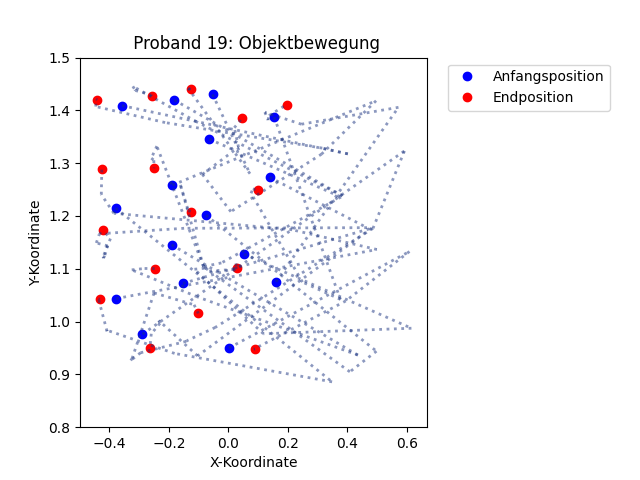 Proband 19: Objektbewegung
1.5
1.4
1.3
1.2
1.1
1.0
0.9
0.8
Y-Koordinate
−0.4 −0.2 0.0 0.2 0.4 0.6
X-Koordinate
Anfangsposition
Endposition